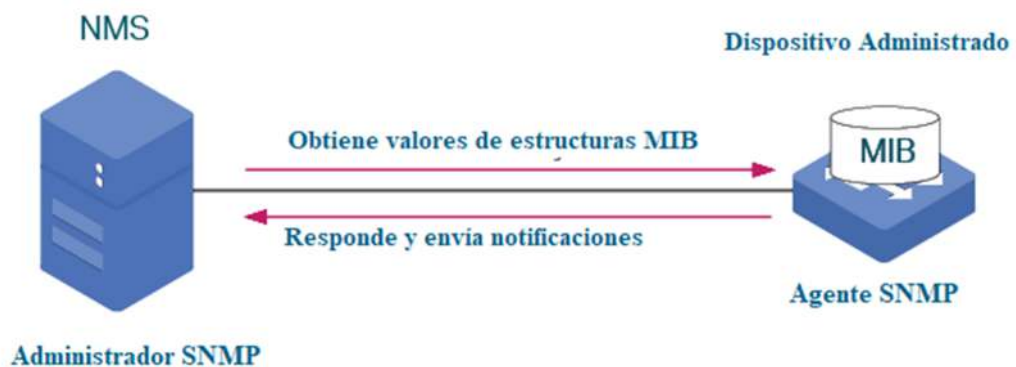 NMS
Dispositivo Administrado
Obtiene valores de estructuras MIB
MIB
Responde y envía notificaciones
Agente SNMP
Administrador SNMP